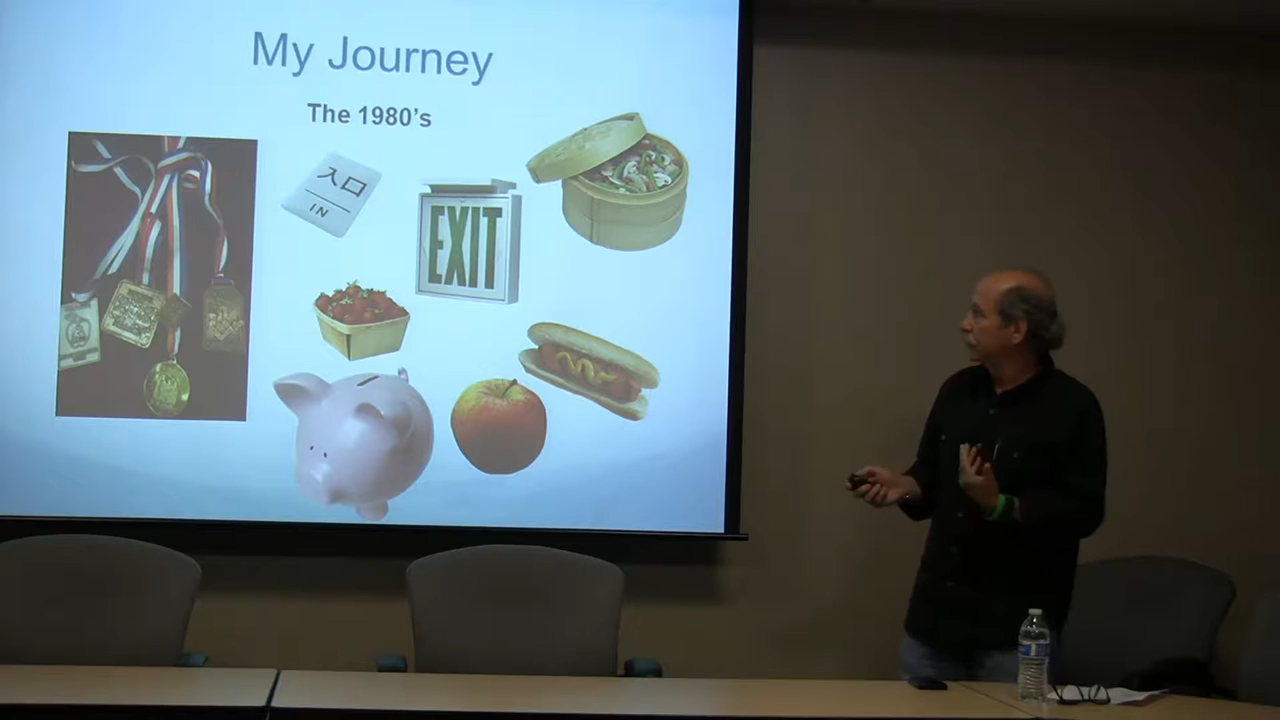 My Journey
The 1980's
入口
IN
EXIT